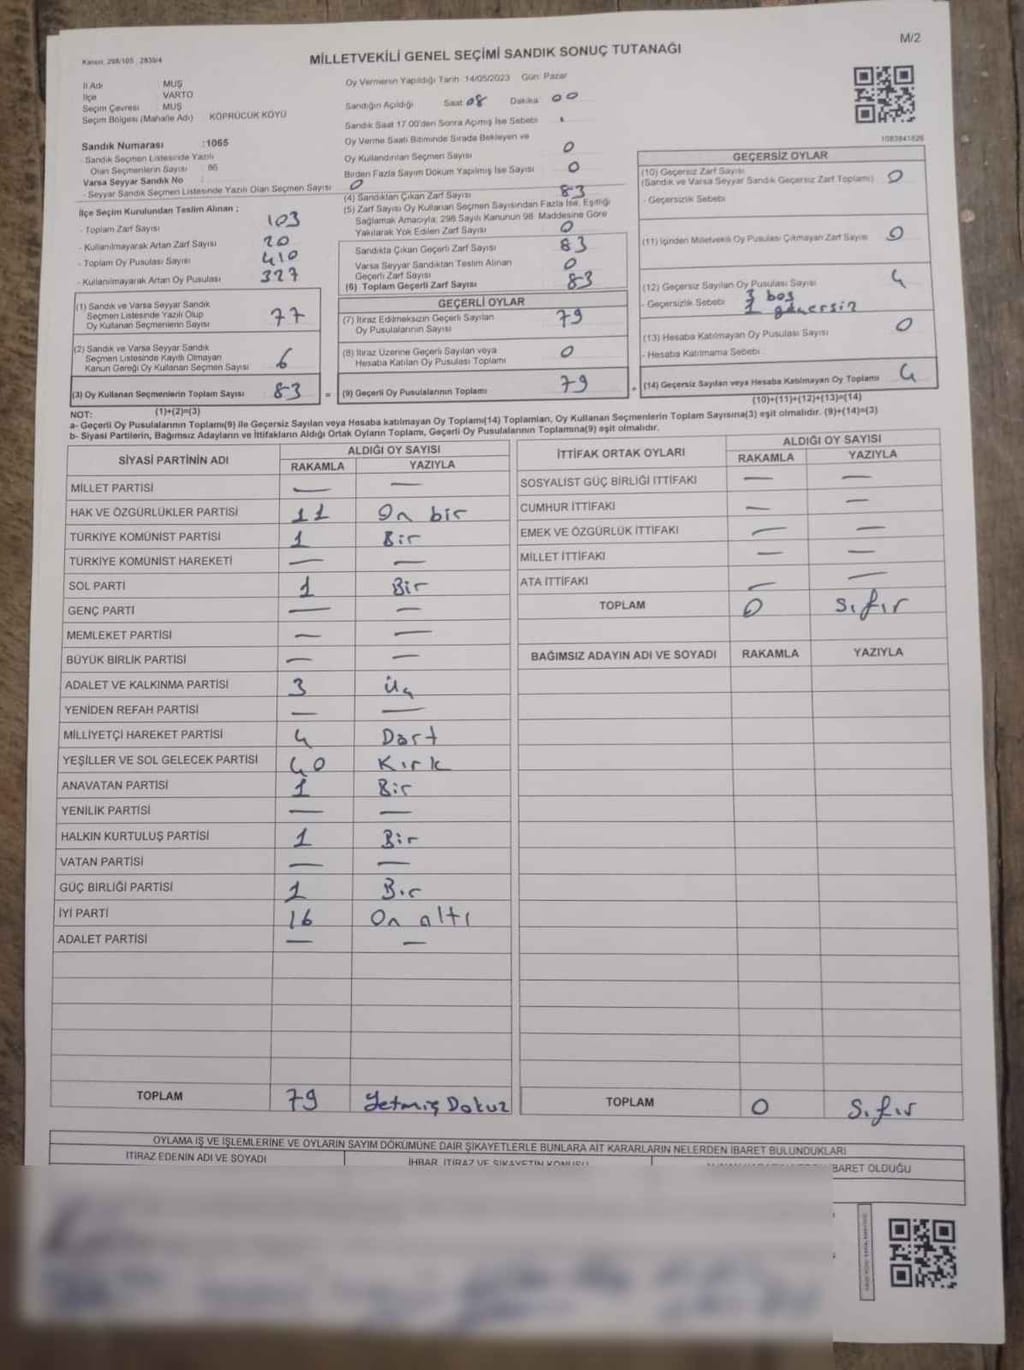 M/2
Kanun: 298/105 , 2839/4
MİLLETVEKİLİ GENEL SEÇİMİ SANDIK SONUÇ TUTANAĞI
İl Adı MUŞ
İlçe VARTO
Seçim Çevresi MUŞ
Seçim Bölgesi (Mahalle Adı) KÖPRÜCÜK KÖYÜ
Sandık Numarası :1065
- Sandık Seçmen Listesinde Yazılı
Olan Seçmenlerin Sayısı : 86
Varsa Seyyar Sandık No
- Seyyar Sandık Seçmen Listesinde Yazılı Olan Seçmen Sayısı 0
İlçe Seçim Kurulundan Teslim Alınan ;
- Toplam Zarf Sayısı 103
- Kullanılmayarak Artan Zarf Sayısı 20
- Toplam Oy Pusulası Sayısı 410
- Kullanılmayarak Artan Oy Pusulası 327
(1) Sandık ve Varsa Seyyar Sandık
Seçmen Listesinde Yazılı Olup
Oy Kullanan Seçmenlerin Sayısı 77
(2) Sandık ve Varsa Seyyar Sandık
Seçmen Listesinde Kayıtlı Olmayan
Kanun Gereği Oy Kullanan Seçmen Sayısı 6
(3) Oy Kullanan Seçmenlerin Toplam Sayısı 83
(1)+(2)=(3)
Oy Vermenin Yapıldığı Tarih :14/05/2023 Gün: Pazar
Sandığın Açıldığı Saat 08 Dakika 00
Sandık Saat 17:00'den Sonra Açılmış İse Sebebi
Oy Verme Saati Bitiminde Sırada Bekleyen ve
Oy Kullandırılan Seçmen Sayısı 0
Birden Fazla Sayım Döküm Yapılmış İse Sayısı 0
(4) Sandıktan Çıkan Zarf Sayısı 83
(5) Zarf Sayısı Oy Kullanan Seçmen Sayısından Fazla İse, Eşitliği
Sağlamak Amacıyla; 298 Sayılı Kanunun 98. Maddesine Göre
Yakılarak Yok Edilen Zarf Sayısı 0
Sandıkta Çıkan Geçerli Zarf Sayısı 83
Varsa Seyyar Sandıktan Teslim Alınan
Geçerli Zarf Sayısı 0
(6) Toplam Geçerli Zarf Sayısı 83
GEÇERLİ OYLAR
(7) İtiraz Edilmeksizin Geçerli Sayılan
Oy Pusulalarının Sayısı 79
(8) İtiraz Üzerine Geçerli Sayılan veya
Hesaba Katılan Oy Pusulası Toplamı 0
(9) Geçerli Oy Pusulalarının Toplamı 79
1083841826
GEÇERSİZ OYLAR
(10) Geçersiz Zarf Sayısı
(Sandık ve Varsa Seyyar Sandık Geçersiz Zarf Toplamı) 0
- Geçersizlik Sebebi
(11) İçinden Milletvekili Oy Pusulası Çıkmayan Zarf Sayısı 0
(12) Geçersiz Sayılan Oy Pusulası Sayısı 4
- Geçersizlik Sebebi 3 boş
1 geçersiz
(13) Hesaba Katılmayan Oy Pusulası Sayısı 0
- Hesaba Katılmama Sebebi
(14) Geçersiz Sayılan veya Hesaba Katılmayan Oy Toplamı 4
(10)+(11)+(12)+(13)=(14)
NOT:
a- Geçerli Oy Pusulalarının Toplamı(9) ile Geçersiz Sayılan veya Hesaba katılmayan Oy Toplamı(14) Toplamları, Oy Kullanan Seçmenlerin Toplam Sayısına(3) eşit olmalıdır. (9)+(14)=(3)
b- Siyasi Partilerin, Bağımsız Adayların ve İttifakların Aldığı Ortak Oyların Toplamı, Geçerli Oy Pusulalarının Toplamına(9) eşit olmalıdır.
SİYASİ PARTİNİN ADI ALDIĞI OY SAYISI
RAKAMLA YAZIYLA
MİLLET PARTİSİ — —
HAK VE ÖZGÜRLÜKLER PARTİSİ 11 On bir
TÜRKİYE KOMÜNİST PARTİSİ 1 Bir
TÜRKİYE KOMÜNİST HAREKETİ — —
SOL PARTİ 1 Bir
GENÇ PARTİ — —
MEMLEKET PARTİSİ — —
BÜYÜK BİRLİK PARTİSİ — —
ADALET VE KALKINMA PARTİSİ 3 Üç
YENİDEN REFAH PARTİSİ — —
MİLLİYETÇİ HAREKET PARTİSİ 4 Dört
YEŞİLLER VE SOL GELECEK PARTİSİ 40 Kırk
ANAVATAN PARTİSİ 1 Bir
YENİLİK PARTİSİ — —
HALKIN KURTULUŞ PARTİSİ 1 Bir
VATAN PARTİSİ — —
GÜÇ BİRLİĞİ PARTİSİ 1 Bir
İYİ PARTİ 16 On altı
ADALET PARTİSİ — —
TOPLAM 79 Yetmiş Dokuz
İTTİFAK ORTAK OYLARI ALDIĞI OY SAYISI
RAKAMLA YAZIYLA
SOSYALİST GÜÇ BİRLİĞİ İTTİFAKI — —
CUMHUR İTTİFAKI — —
EMEK VE ÖZGÜRLÜK İTTİFAKI — —
MİLLET İTTİFAKI — —
ATA İTTİFAKI — —
TOPLAM 0 Sıfır
BAĞIMSIZ ADAYIN ADI VE SOYADI RAKAMLA YAZIYLA
TOPLAM 0 Sıfır
OYLAMA İŞ VE İŞLEMLERİNE VE OYLARIN SAYIM DÖKÜMÜNE DAİR ŞİKAYETLERLE BUNLARA AİT KARARLARIN NELERDEN İBARET BULUNDUKLARI
İTİRAZ EDENİN ADI VE SOYADI
İHBAR, İTİRAZ VE ŞİKAYETİN KONUSU
İBARET OLDUĞU